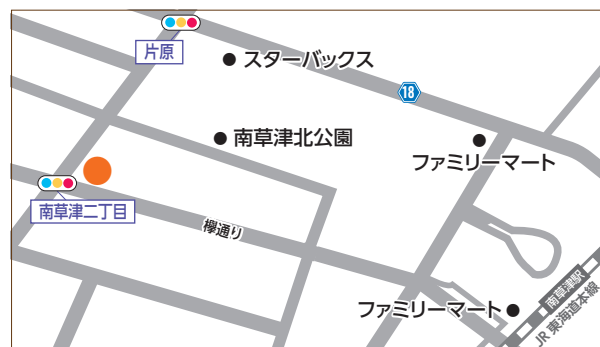 片原
スターバックス
18
南草津北公園
ファミリーマート
南草津二丁目
欅通り
ファミリーマート
南草津駅
JR 東海道本線